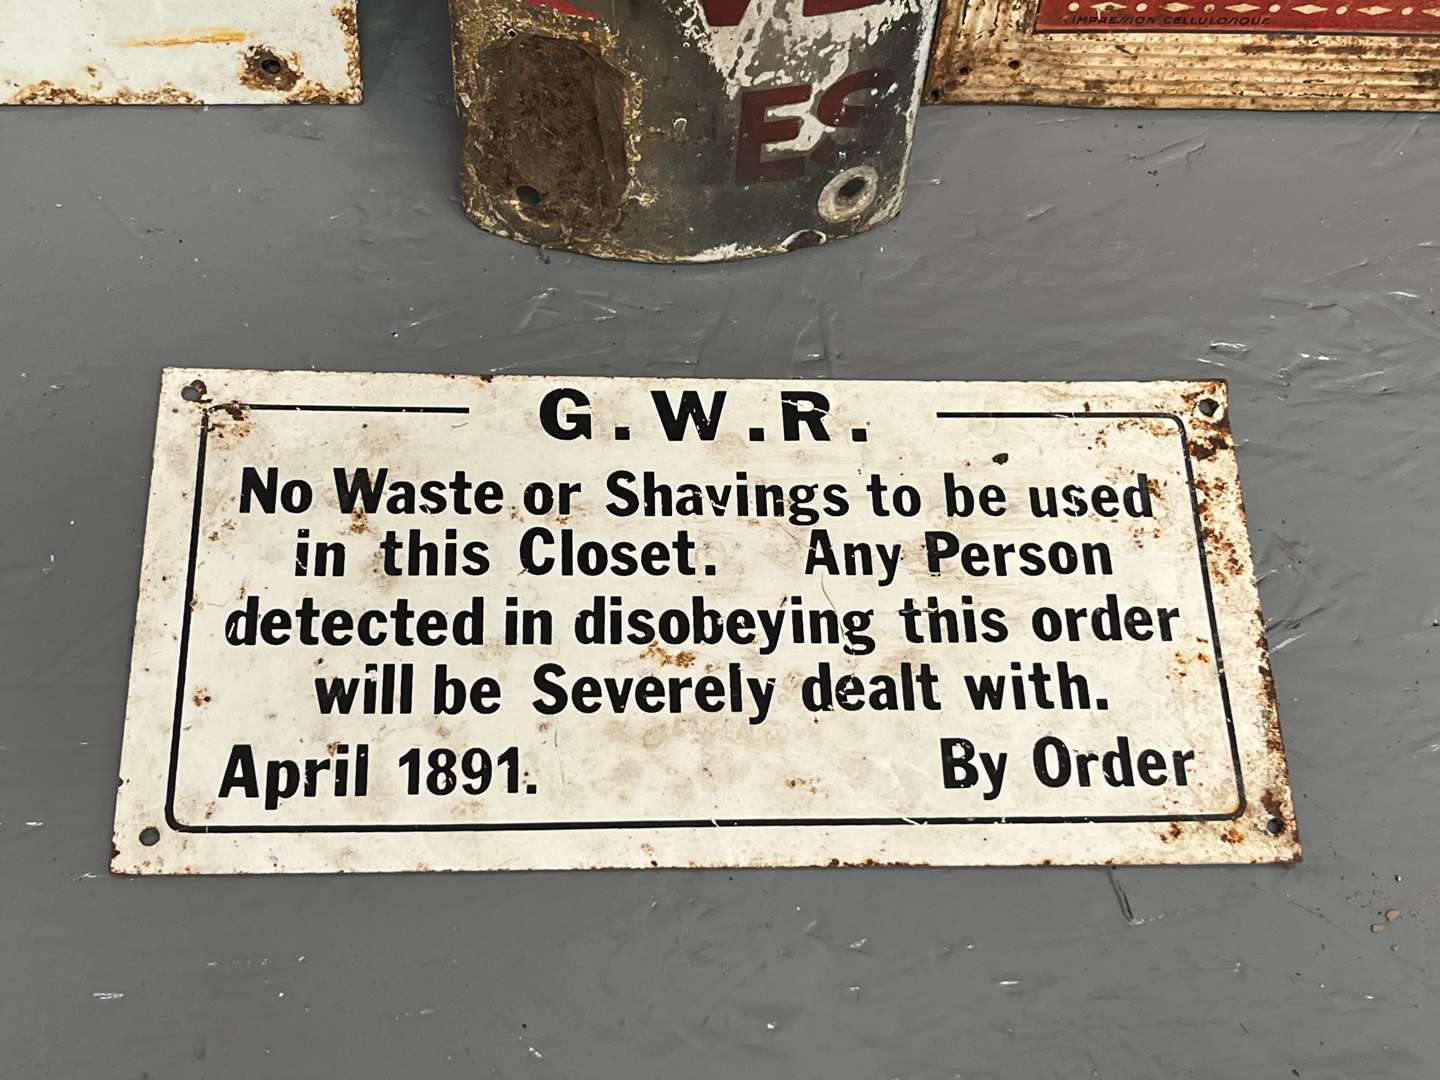 ES
IMPRESSION CELLULOSIQUE
G.W.R.
No Waste or Shavings to be used
in this Closet. Any Person
detected in disobeying this order
will be Severely dealt with.
April 1891. By Order